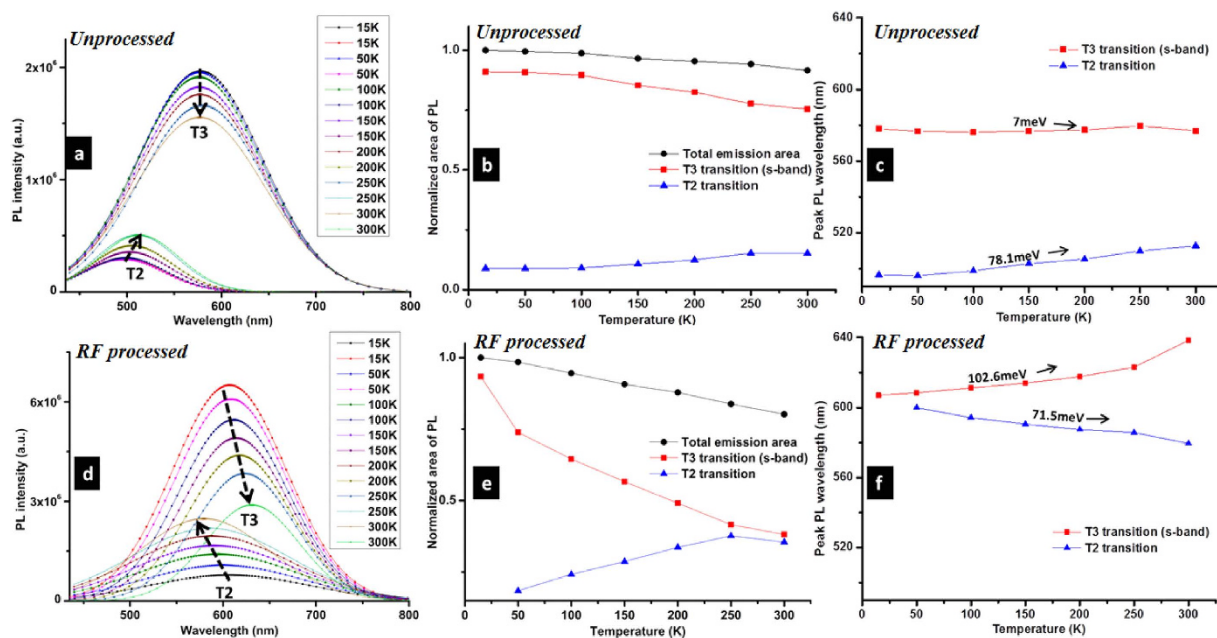 Unprocessed
2x10⁶
1x10⁶
0
PL intensity (a.u.)
a
T3
T2
500
600
700
800
Wavelength (nm)
15K
15K
50K
50K
100K
100K
150K
150K
200K
200K
250K
250K
300K
300K
Unprocessed
1.0
0.5
0.0
Normalized area of PL
b
Total emission area
T3 transition (s-band)
T2 transition
0
50
100
150
200
250
300
Temperature (K)
Unprocessed
640
600
560
520
Peak PL wavelength (nm)
c
T3 transition (s-band)
T2 transition
7meV
78.1meV
0
50
100
150
200
250
300
Temperature (K)
RF processed
6x10⁶
3x10⁶
0
PL intensity (a.u.)
d
T3
T2
500
600
700
800
Wavelength (nm)
15K
15K
50K
50K
100K
100K
150K
150K
200K
200K
250K
250K
300K
300K
RF processed
1.0
0.5
Normalized area of PL
e
Total emission area
T3 transition (s-band)
T2 transition
0
50
100
150
200
250
300
Temperature (K)
RF processed
640
600
560
520
Peak PL wavelength (nm)
f
102.6meV
71.5meV
T3 transition (s-band)
T2 transition
0
50
100
150
200
250
300
Temperature (K)